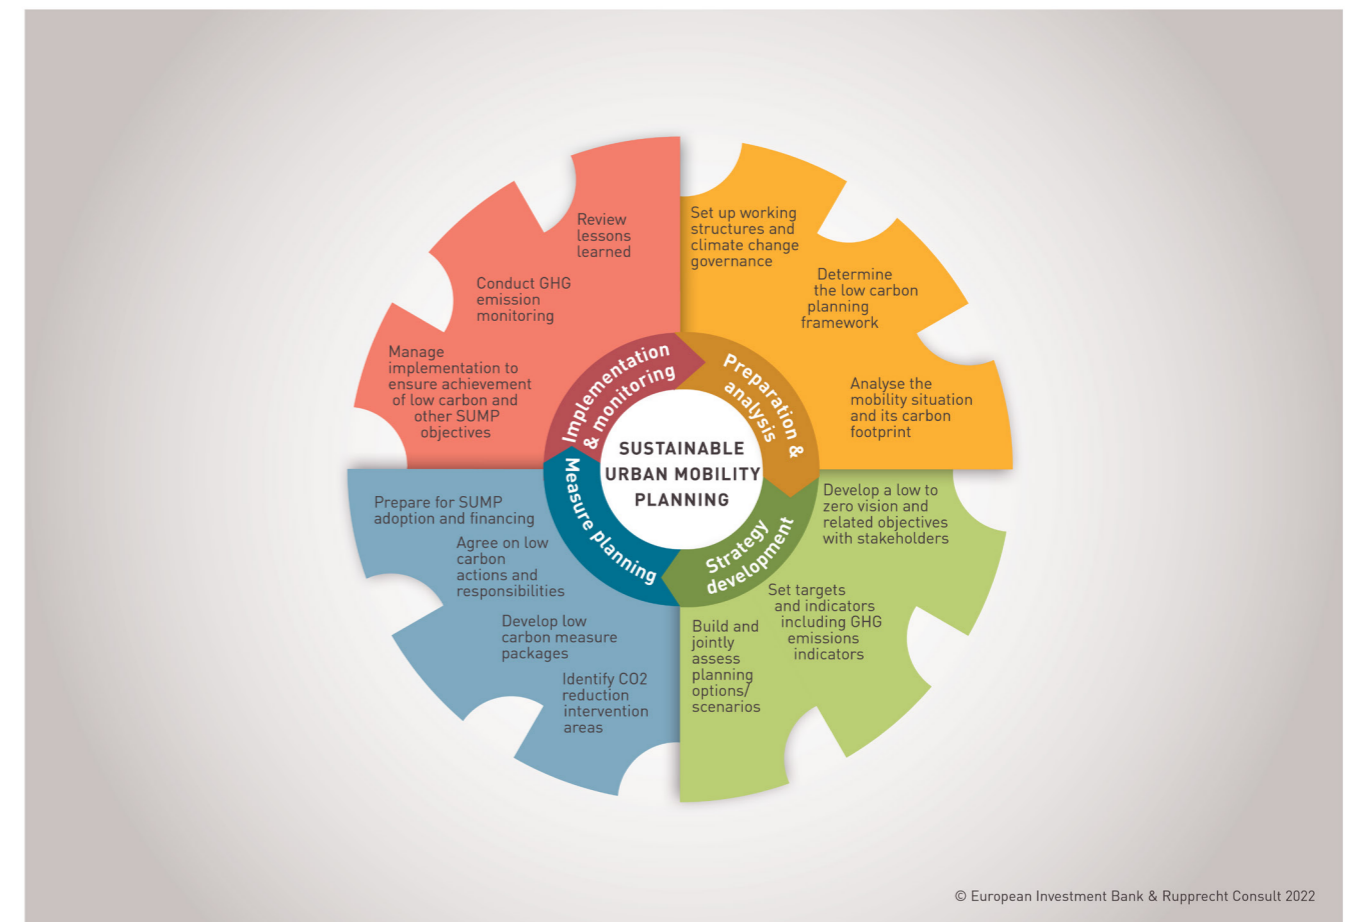 SUSTAINABLE
URBAN MOBILITY
PLANNING
Preparation &
analysis
Set up working
structures and
climate change
governance
Determine
the low carbon
planning
framework
Analyse the
mobility situation
and its carbon
footprint
Strategy
development
Develop a low to
zero vision and
related objectives
with stakeholders
Set targets
and indicators
including GHG
emissions
indicators
Build and
jointly
assess
planning
options/
scenarios
Measure planning
Identify CO2
reduction
intervention
areas
Develop low
carbon measure
packages
Agree on low
carbon
actions and
responsibilities
Prepare for SUMP
adoption and financing
Implementation
& monitoring
Manage
implementation to
ensure achievement
of low carbon and
other SUMP
objectives
Conduct GHG
emission
monitoring
Review
lessons
learned
© European Investment Bank & Rupprecht Consult 2022